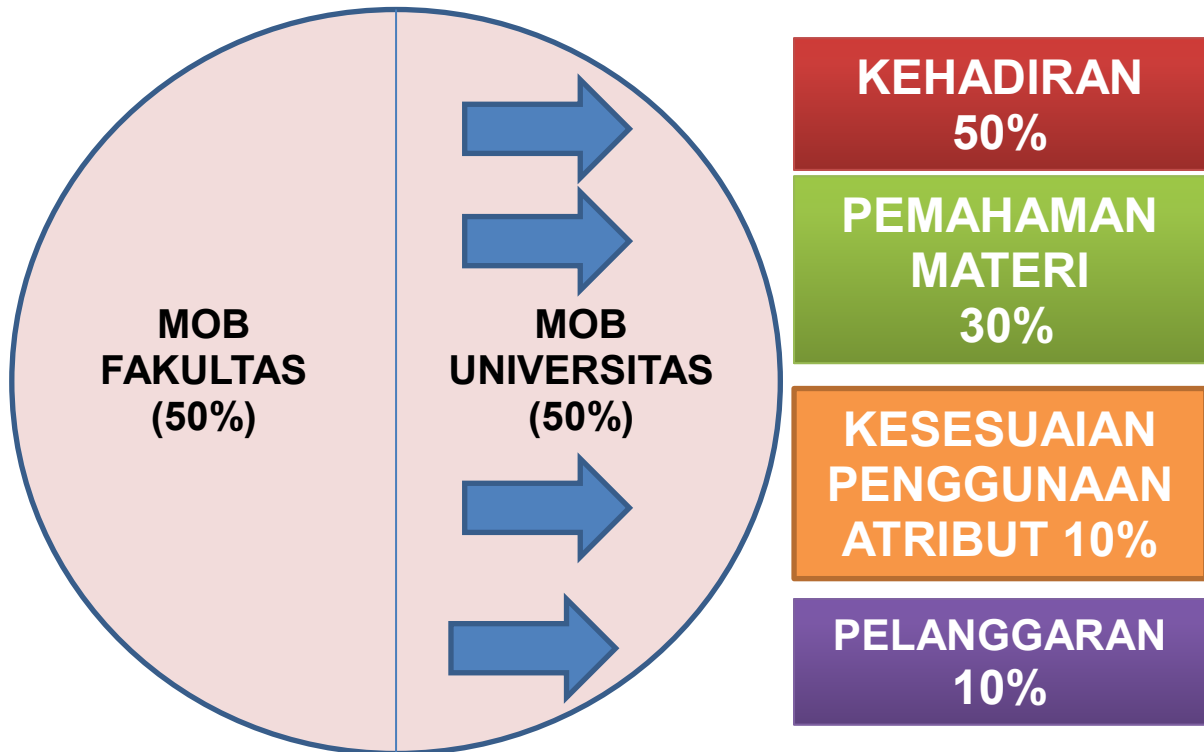 MOB
FAKULTAS
(50%)
MOB
UNIVERSITAS
(50%)
KEHADIRAN
50%
PEMAHAMAN
MATERI
30%
KESESUAIAN
PENGGUNAAN
ATRIBUT 10%
PELANGGARAN
10%